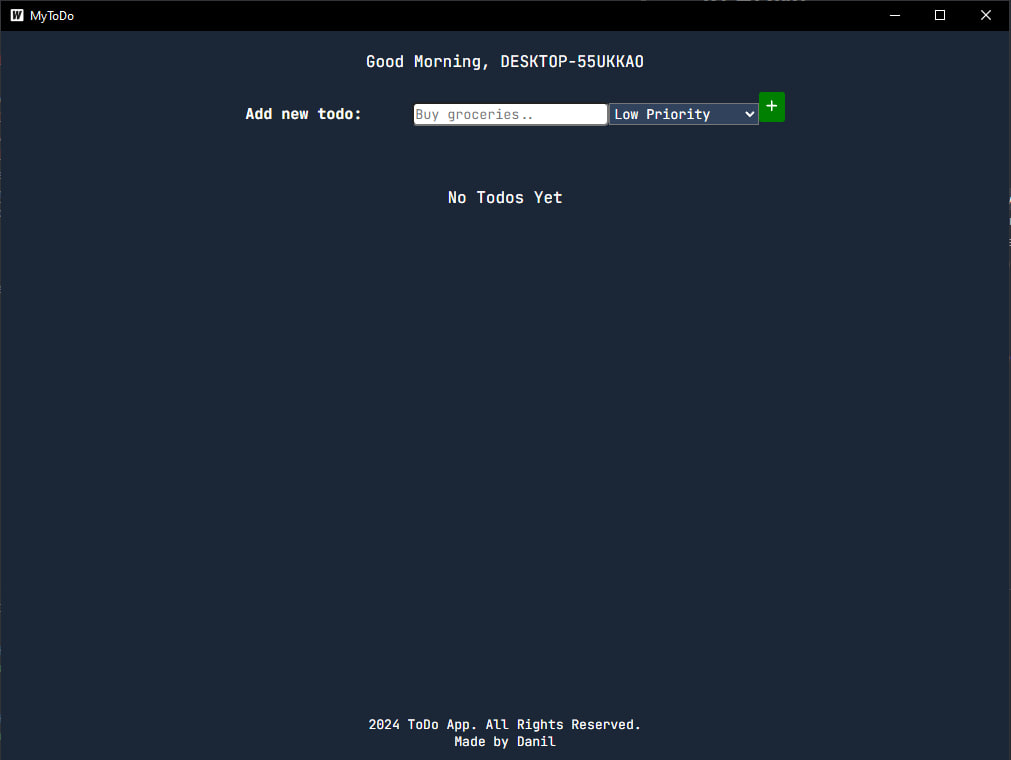 MyToDo
Good Morning, DESKTOP-55UKKAO
Add new todo: Buy groceries.. Low Priority +
No Todos Yet
2024 ToDo App. All Rights Reserved.
Made by Danil